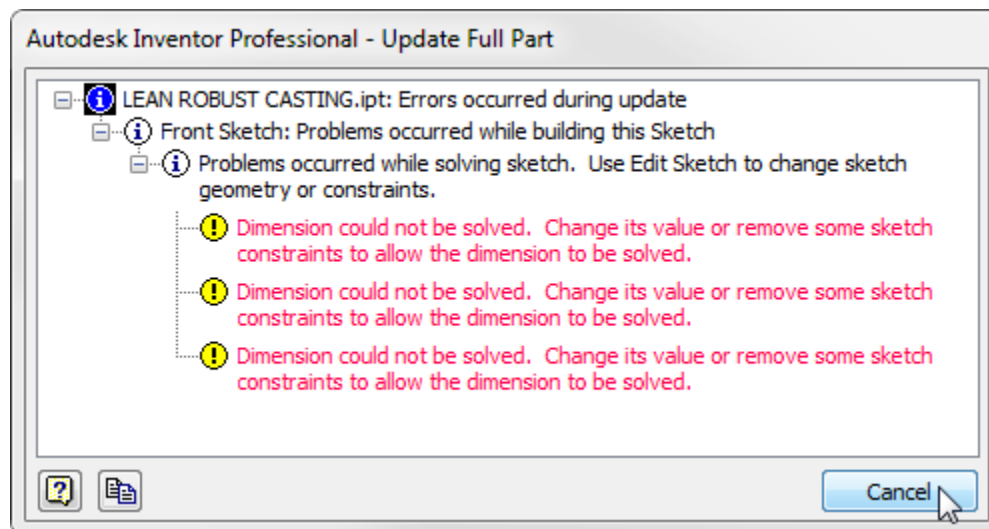 Autodesk Inventor Professional - Update Full Part
LEAN ROBUST CASTING.ipt: Errors occurred during update
Front Sketch: Problems occurred while building this Sketch
Problems occurred while solving sketch.  Use Edit Sketch to change sketch
geometry or constraints.
Dimension could not be solved.  Change its value or remove some sketch
constraints to allow the dimension to be solved.
Dimension could not be solved.  Change its value or remove some sketch
constraints to allow the dimension to be solved.
Dimension could not be solved.  Change its value or remove some sketch
constraints to allow the dimension to be solved.
Cancel